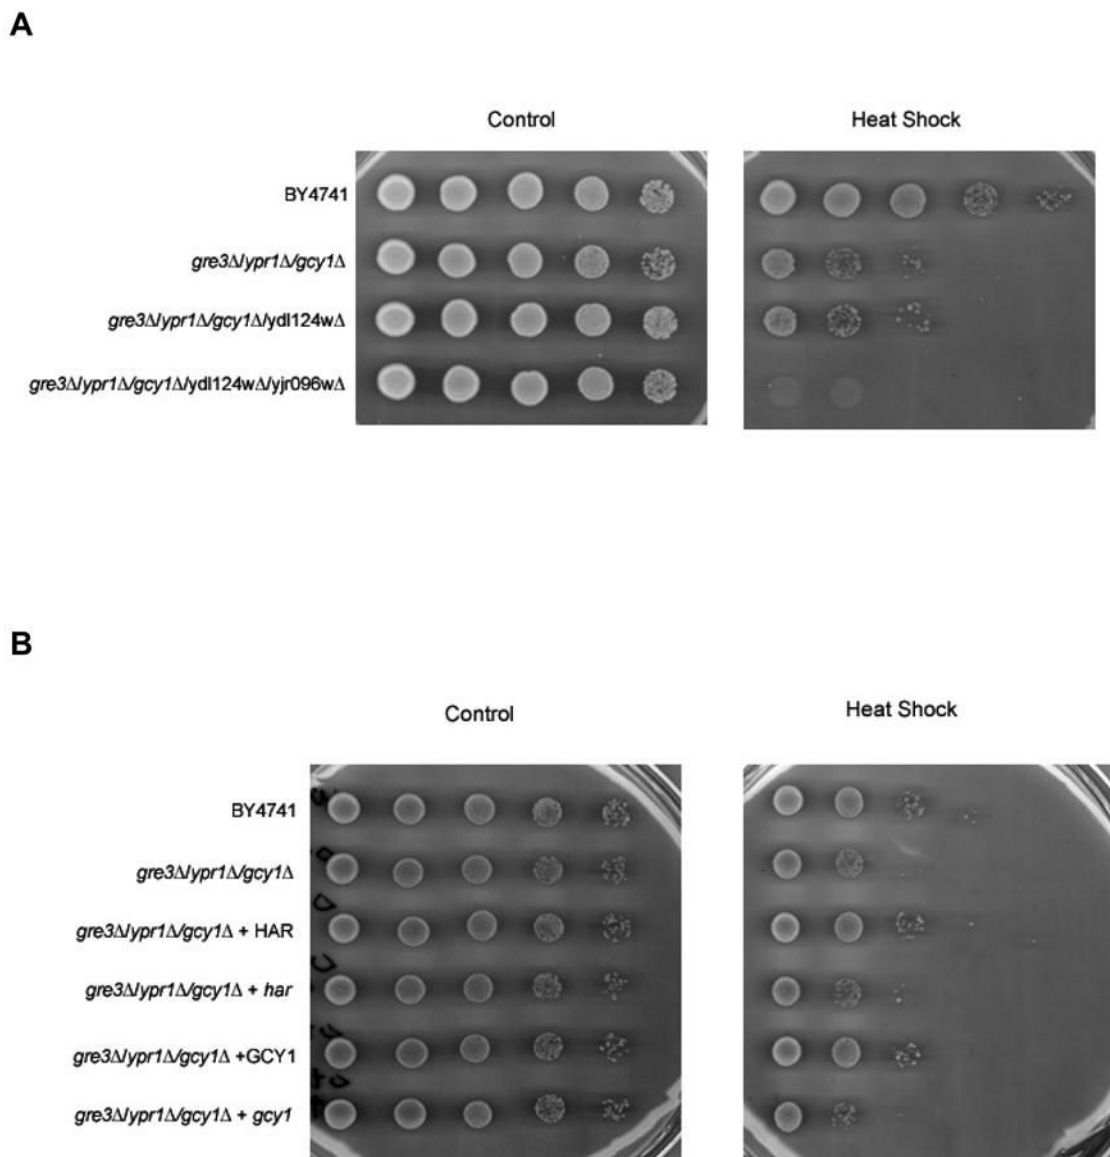 A
Control
Heat Shock
BY4741
gre3Δ/ypr1Δ/gcy1Δ
gre3Δ/ypr1Δ/gcy1Δ/ydl124wΔ
gre3Δ/ypr1Δ/gcy1Δ/ydl124wΔ/yjr096wΔ
B
Control
Heat Shock
BY4741
gre3Δ/ypr1Δ/gcy1Δ
gre3Δ/ypr1Δ/gcy1Δ + HAR
gre3Δ/ypr1Δ/gcy1Δ + har
gre3Δ/ypr1Δ/gcy1Δ +GCY1
gre3Δ/ypr1Δ/gcy1Δ + gcy1